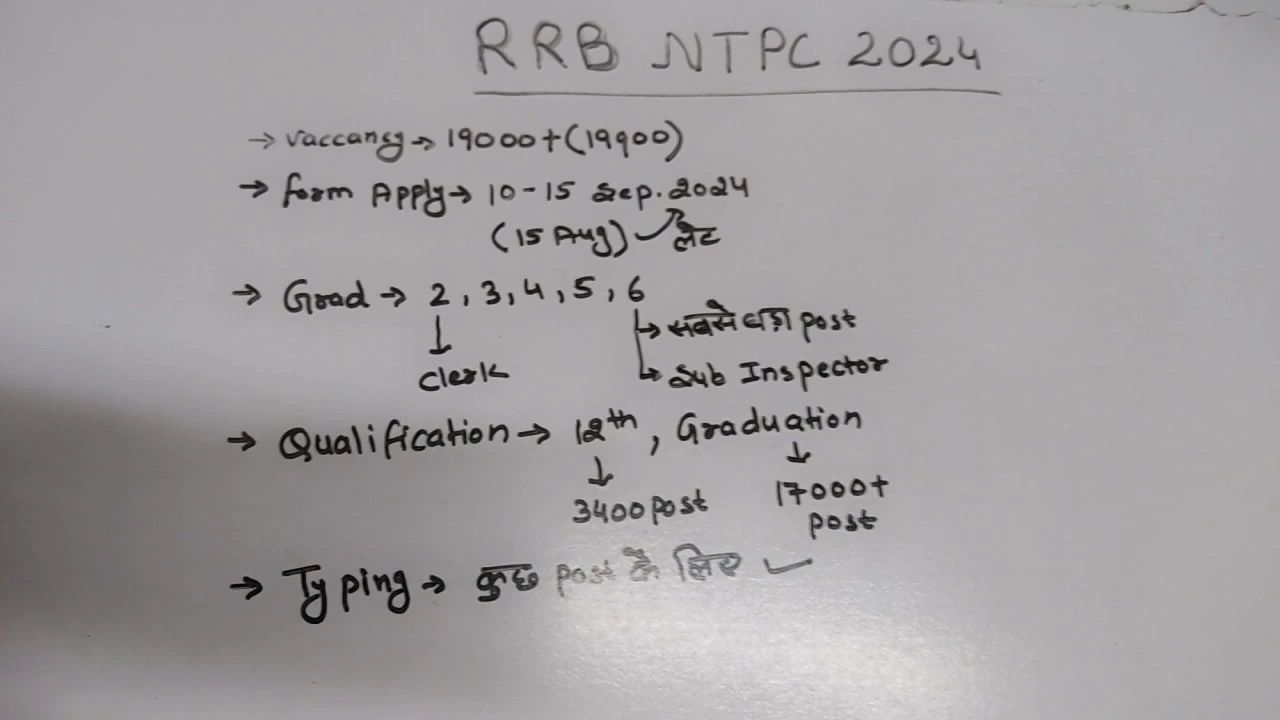 RRB NTPC 2024
→ vaccancy → 19000+(19900)
→ form Apply → 10-15 Sep. 2024
(15 Aug) लेट
→ Grad → 2, 3, 4, 5, 6
↓ ↳ सबसे बड़ा post
clerk ↳ Sub Inspector
→ Qualification → 12th, Graduation
↓ ↓
3400 post 17000+
post
→ Typing → कुछ post के लिए ✓